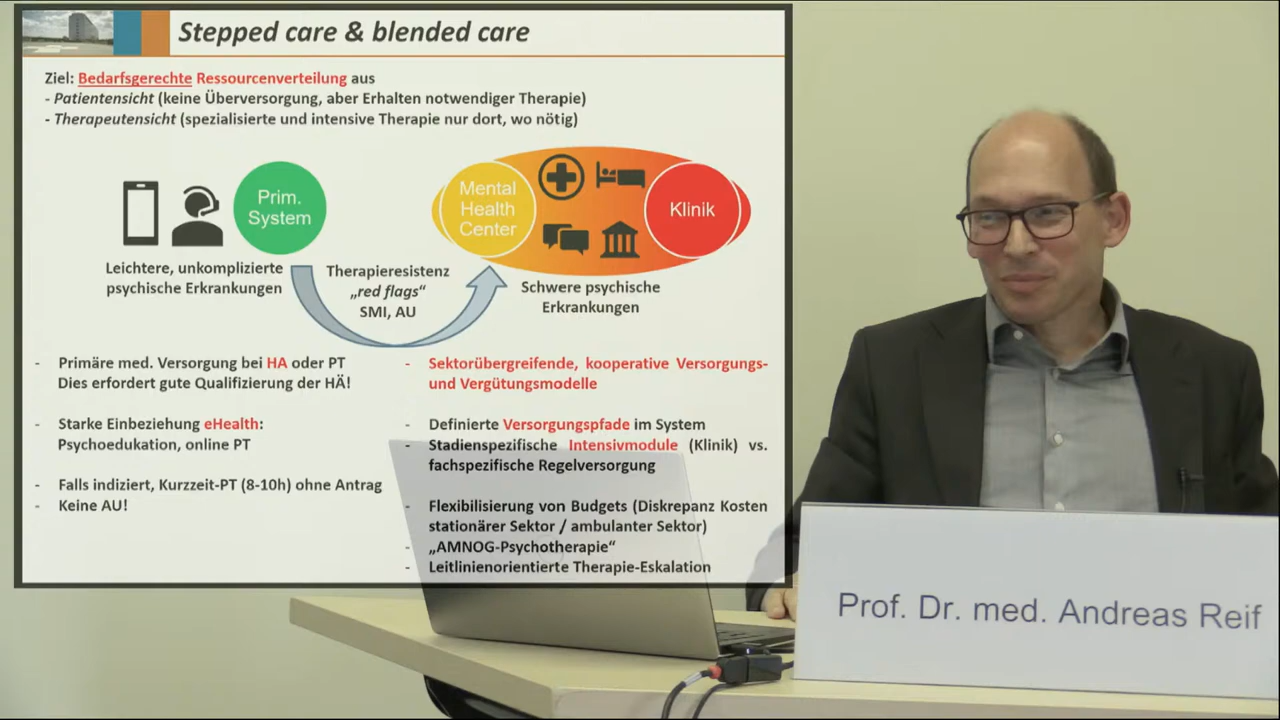 Stepped care & blended care
Ziel: Bedarfsgerechte Ressourcenverteilung aus
- Patientensicht (keine Überversorgung, aber Erhalten notwendiger Therapie)
- Therapeutensicht (spezialisierte und intensive Therapie nur dort, wo nötig)
Prim.
System
Mental
Health
Center
Klinik
Leichtere, unkomplizierte
psychische Erkrankungen
Therapieresistenz
„red flags“
SMI, AU
Schwere psychische
Erkrankungen
- Primäre med. Versorgung bei HA oder PT
Dies erfordert gute Qualifizierung der HÄ!
- Starke Einbeziehung eHealth:
Psychoedukation, online PT
- Falls indiziert, Kurzzeit-PT (8-10h) ohne Antrag
- Keine AU!
- Sektorübergreifende, kooperative Versorgungs-
und Vergütungsmodelle
- Definierte Versorgungspfade im System
- Stadienspezifische Intensivmodule (Klinik) vs.
fachspezifische Regelversorgung
- Flexibilisierung von Budgets (Diskrepanz Kosten
stationärer Sektor / ambulanter Sektor)
- „AMNOG-Psychotherapie“
- Leitlinienorientierte Therapie-Eskalation
Prof. Dr. med. Andreas Reif